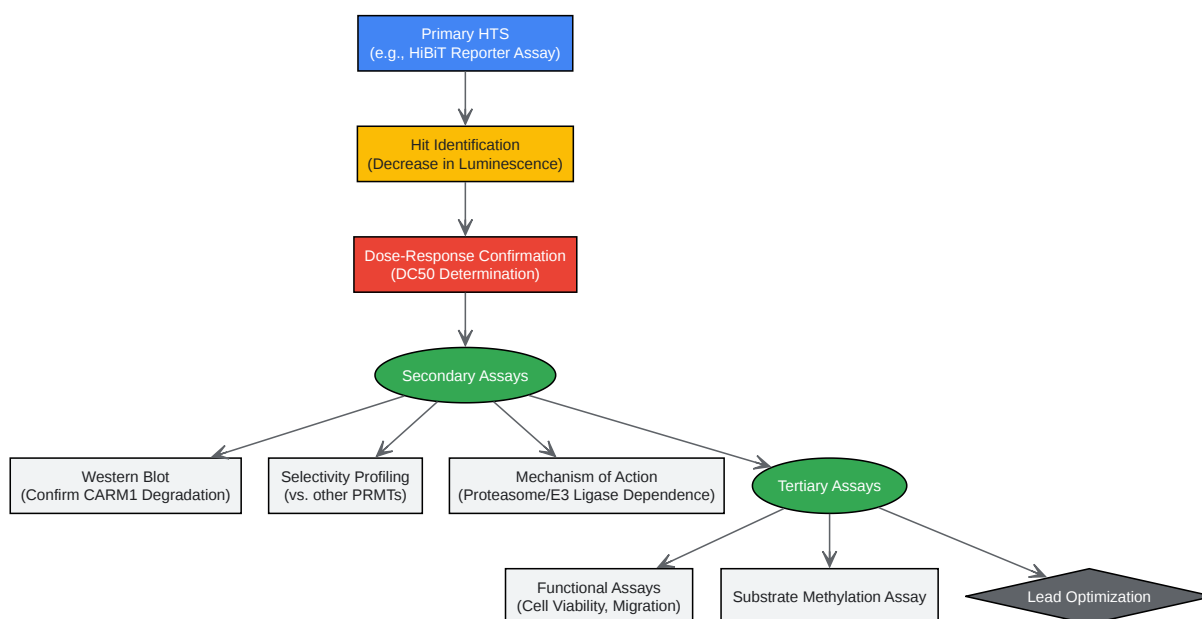 Primary HTS
(e.g., HiBiT Reporter Assay)
Hit Identification
(Decrease in Luminescence)
Dose-Response Confirmation
(DC50 Determination)
Secondary Assays
Western Blot
(Confirm CARM1 Degradation)
Selectivity Profiling
(vs. other PRMTs)
Mechanism of Action
(Proteasome/E3 Ligase Dependence)
Tertiary Assays
Functional Assays
(Cell Viability, Migration)
Substrate Methylation Assay
Lead Optimization